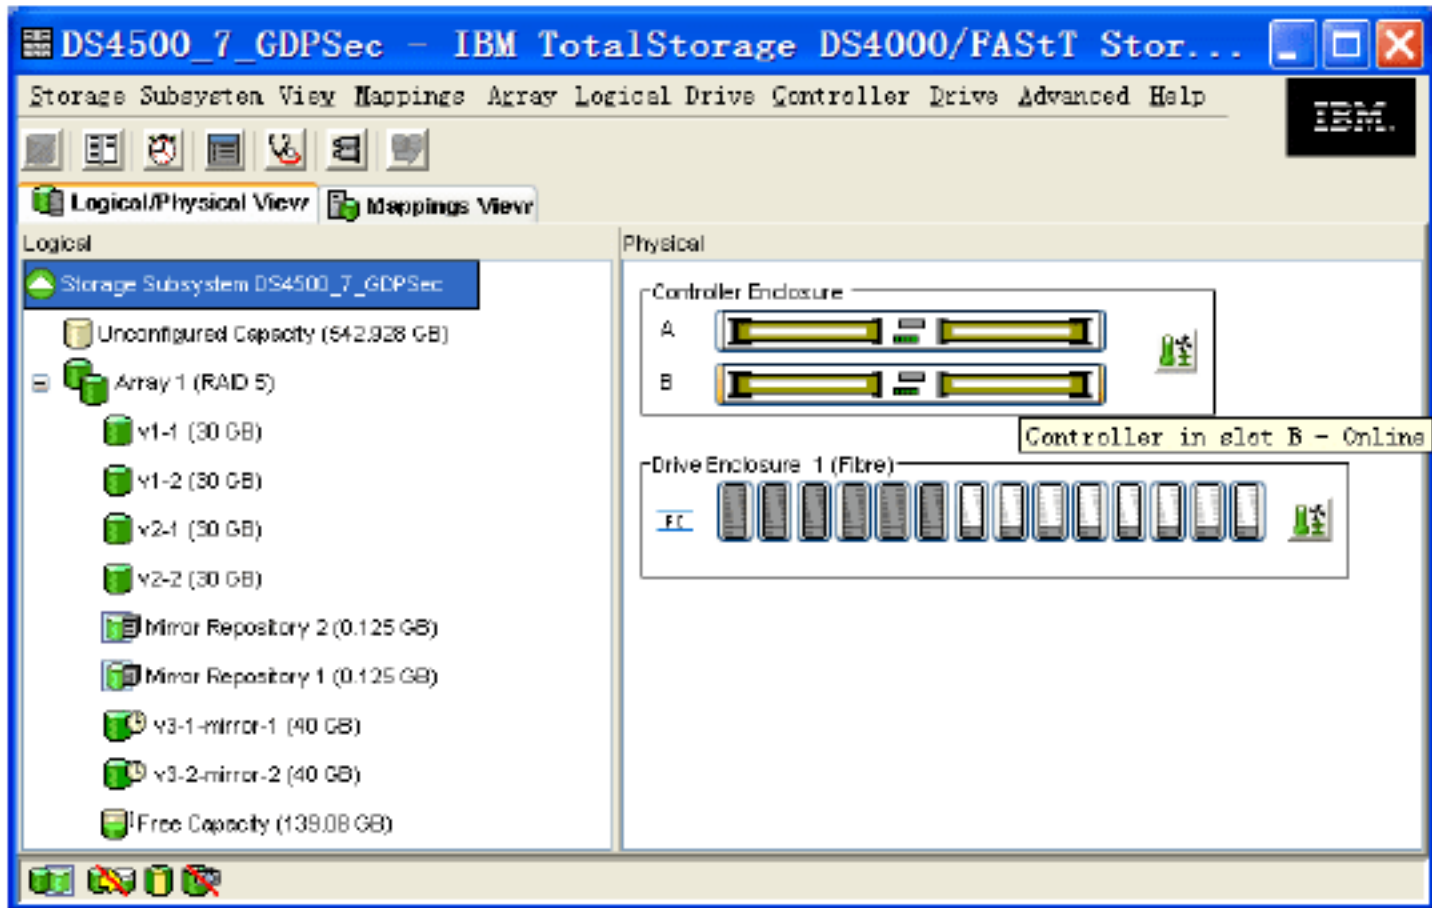 DS4500_7_GDPSec - IBM TotalStorage DS4000/FAStT Stor...
Storage Subsystem View Mappings Array Logical Drive Controller Drive Advanced Help
IBM.
Logical/Physical View Mappings View
Logical
Physical
Storage Subsystem DS4500_7_GDPSec
Unconfigured Capacity (542.928 GB)
Array 1 (RAID 5)
v1-1 (30 GB)
v1-2 (30 GB)
v2-1 (30 GB)
v2-2 (30 GB)
Mirror Repository 2 (0.125 GB)
Mirror Repository 1 (0.125 GB)
v3-1-mirror-1 (40 GB)
v3-2-mirror-2 (40 GB)
Free Capacity (139.08 GB)
Controller Enclosure
A
B
Controller in slot B - Online
Drive Enclosure 1 (Fibre)
FC